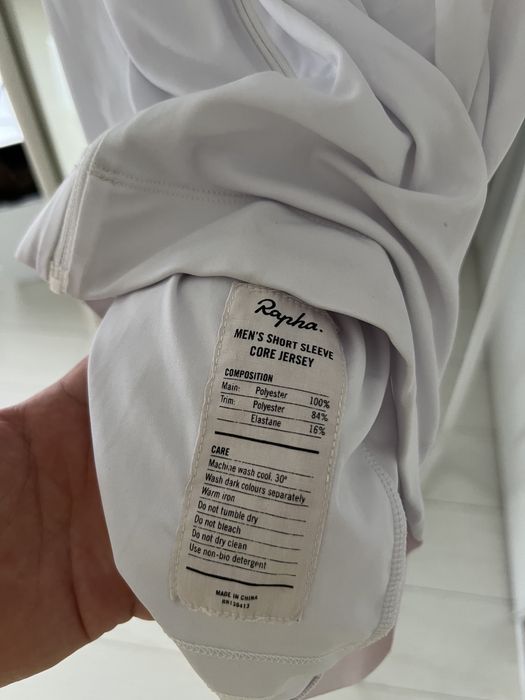 Rapha.
MEN'S SHORT SLEEVE
CORE JERSEY
COMPOSITION
Main: Polyester 100%
Trim: Polyester 84%
Elastane 16%
CARE
Machine wash cool, 30°
Wash dark colours separately
Warm iron
Do not tumble dry
Do not bleach
Do not dry clean
Use non-bio detergent
MADE IN CHINA
RN136413